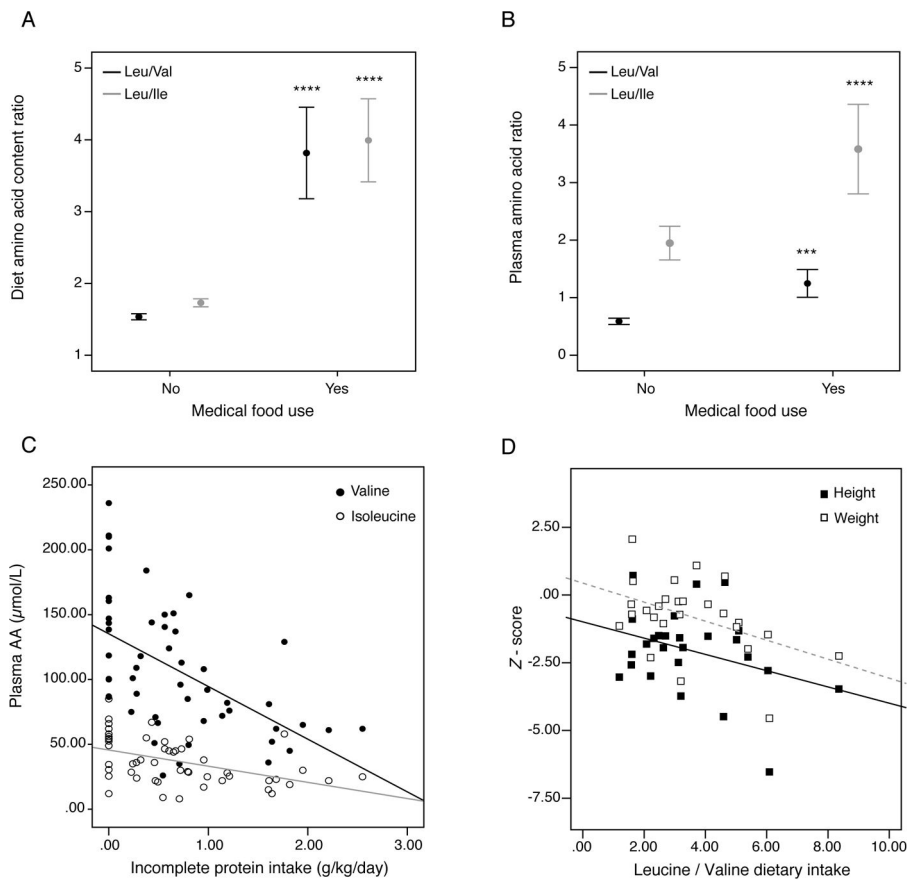 A
Leu/Val
Leu/Ile
****
****
5
4
3
2
1
Diet amino acid content ratio
No
Yes
Medical food use
B
Leu/Val
Leu/Ile
****
***
5
4
3
2
1
0
Plasma amino acid ratio
No
Yes
Medical food use
C
Valine
Isoleucine
250.00
200.00
150.00
100.00
50.00
.00
Plasma AA (µmol/L)
.00
1.00
2.00
3.00
Incomplete protein intake (g/kg/day)
D
Height
Weight
2.50
.00
-2.50
-5.00
-7.50
Z - score
.00
2.00
4.00
6.00
8.00
10.00
Leucine / Valine dietary intake